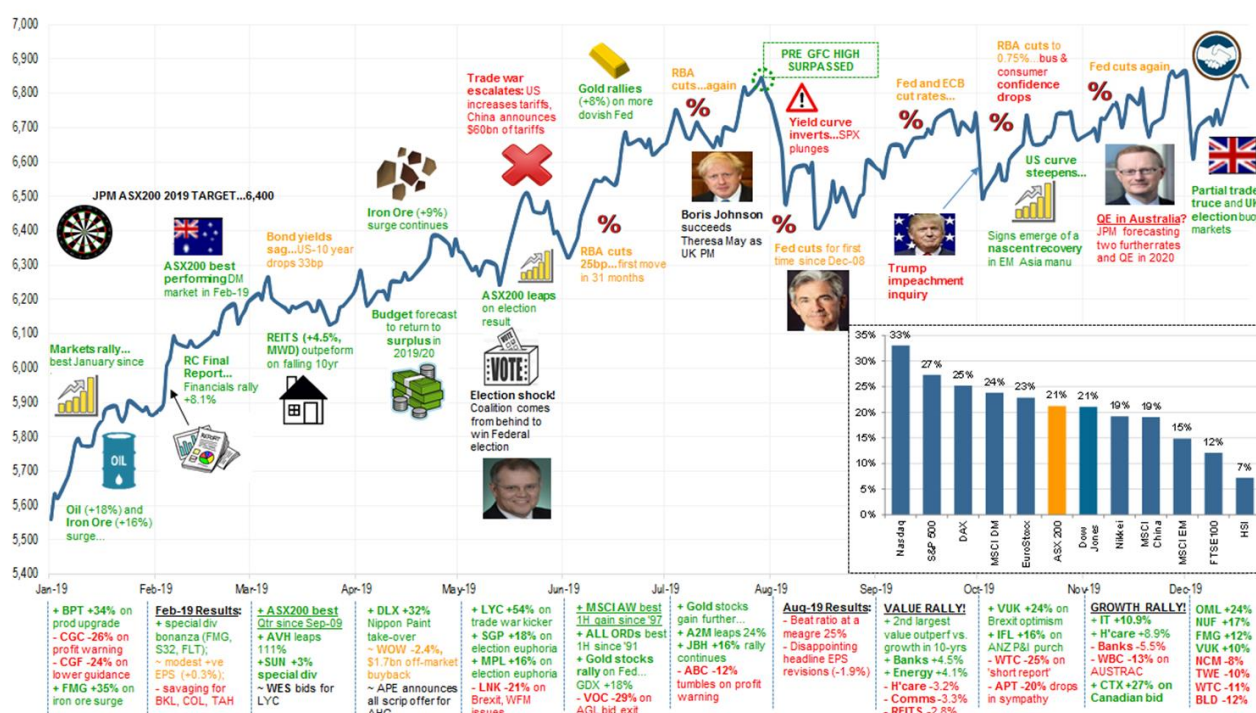 7,000
6,900
6,800
6,700
6,600
6,500
6,400
6,300
6,200
6,100
6,000
5,900
5,800
5,700
5,600
5,500
5,400
JPM ASX200 2019 TARGET...6,400
Markets rally...
best January since
OIL
Oil (+18%) and
Iron Ore (+16%)
surge...
ASX200 best
performing DM
market in Feb-19
RC Final
Report...
Financials rally
+8.1%
REPORT
Bond yields
sag...US-10 year
drops 33bp
REITS (+4.5%,
MWD) outpeform
on falling 10yr
Iron Ore (+9%)
surge continues
Budget forecast
to return to
surplus in
2019/20
Trade war
escalates: US
increases tariffs,
China announces
$60bn of tariffs
ASX200 leaps
on election
result
VOTE
Election shock!
Coalition comes
from behind to
win Federal
election
Gold rallies
(+8%) on more
dovish Fed
%
RBA cuts
25bp...first move
in 31 months
RBA
cuts...again
%
Boris Johnson
succeeds
Theresa May as
UK PM
PRE GFC HIGH
SURPASSED
Yield curve
inverts...SPX
plunges
%
Fed cuts for first
time since Dec-08
Fed and ECB
cut rates...
%
Trump
impeachment
inquiry
RBA cuts to
0.75%...bus &
consumer
confidence
drops
%
US curve
steepens...
Signs emerge of a
nascent recovery
in EM Asia manu
Fed cuts again
%
QE in Australia?
JPM forecasting
two further rates
and QE in 2020
Partial trade
truce and UK
election buoy
markets
35%
30%
25%
20%
15%
10%
5%
0%
33%
27%
25%
24%
23%
21%
21%
19%
19%
15%
12%
7%
Nasdaq
S&P 500
DAX
MSCI DM
EuroStoxx
ASX 200
Dow
Jones
Nikkei
MSCI
China
MSCI EM
FTSE100
HSI
Jan-19
Feb-19
Mar-19
Apr-19
May-19
Jun-19
Jul-19
Aug-19
Sep-19
Oct-19
Nov-19
Dec-19
+ BPT +34% on
prod upgrade
- CGC -26% on
profit warning
- CGF -24% on
lower guidance
+ FMG +35% on
iron ore surge
Feb-19 Results:
+ special div
bonanza (FMG,
S32, FLT);
~ modest +ve
EPS (+0.3%);
- savaging for
BKL, COL, TAH
+ ASX200 best
Qtr since Sep-09
+ AVH leaps
111%
+SUN +3%
special div
~ WES bids for
LYC
+ DLX +32%
Nippon Paint
take-over
~ WOW -2.4%,
$1.7bn off-market
buyback
~ APE announces
all scrip offer for
AHG
+ LYC +54% on
trade war kicker
+ SGP +18% on
election euphoria
+ MPL +16% on
election euphoria
- LNK -21% on
Brexit, WFM
issues
+ MSCI AW best
1H gain since '97
+ ALL ORDs best
1H since '91
+ Gold stocks
rally on Fed...
GDX +18%
- VOC -29% on
AGL bid exit
+ Gold stocks
gain further...
+ A2M leaps 24%
+ JBH +16% rally
continues
- ABC -12%
tumbles on profit
warning
Aug-19 Results:
- Beat ratio at a
meagre 25%
- Disappointing
headline EPS
revisions (-1.9%)
VALUE RALLY!
+ 2nd largest
value outperf vs.
growth in 10-yrs
+ Banks +4.5%
+ Energy +4.1%
- H'care -3.2%
- Comms-3.3%
- REITS -2.8%
+ VUK +24% on
Brexit optimism
+ IFL +16% on
ANZ P&I purch
- WTC -25% on
'short report'
- APT -20% drops
in sympathy
GROWTH RALLY!
+ IT +10.9%
+ H'care +8.9%
- Banks -5.5%
- WBC -13% on
AUSTRAC
+ CTX +27% on
Canadian bid
OML +24%
NUF +17%
FMG +12%
VUK +10%
NCM -8%
TWE -10%
WTC -11%
BLD -12%